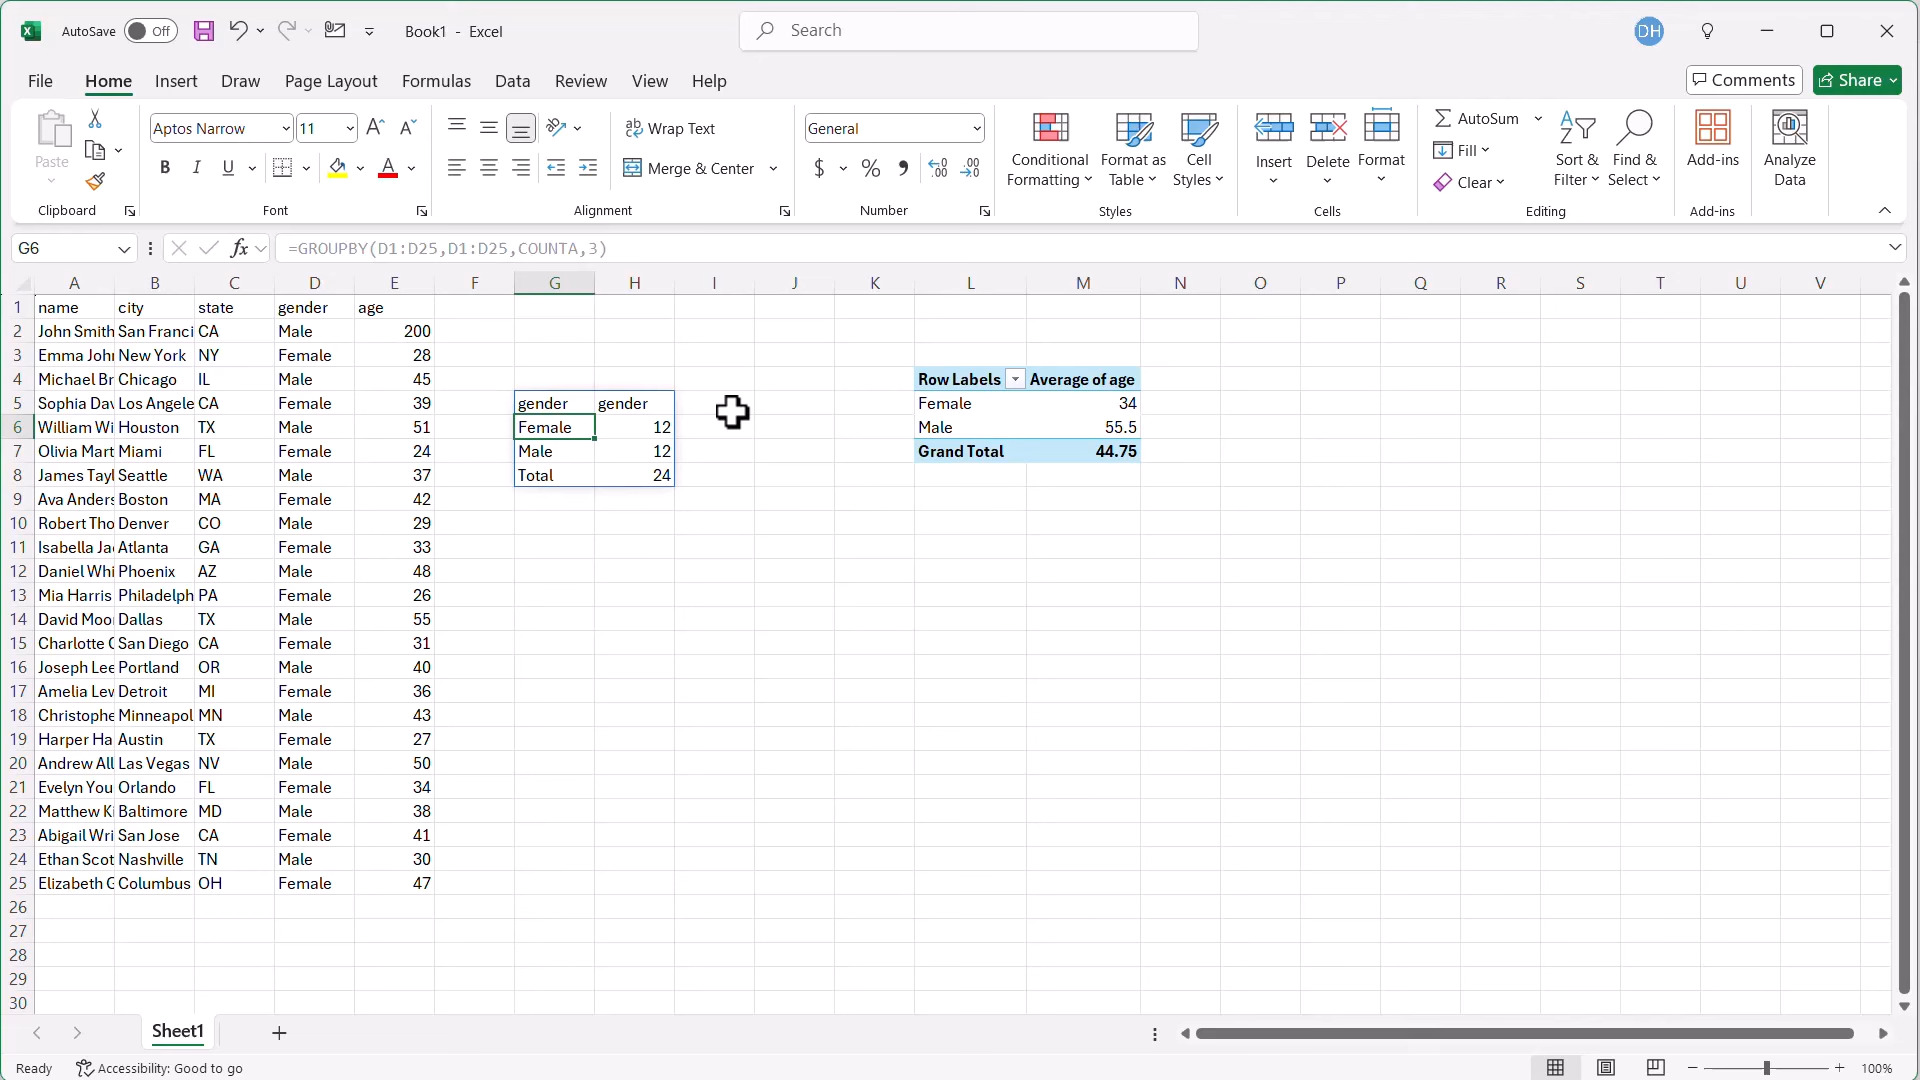 AutoSave Off Book1 - Excel Search DH
File Home Insert Draw Page Layout Formulas Data Review View Help Comments Share
Paste Aptos Narrow 11 Wrap Text General Conditional Formatting Format as Table Cell Styles Insert Delete Format AutoSum Fill Clear Sort & Filter Find & Select Add-ins Analyze Data
B I U Merge & Center $ % 9
Clipboard Font Alignment Number Styles Cells Editing Add-ins
G6 fx =GROUPBY(D1:D25,D1:D25,COUNTA,3)
A B C D E F G H I J K L M N O P Q R S T U V
1 name city state gender age
2 John Smith San Franci CA Male 200
3 Emma Joh New York NY Female 28
4 Michael Br Chicago IL Male 45 Row Labels Average of age
5 Sophia Dav Los Angele CA Female 39 gender gender Female 34
6 William Wi Houston TX Male 51 Female 12 Male 55.5
7 Olivia Mart Miami FL Female 24 Male 12 Grand Total 44.75
8 James Tayl Seattle WA Male 37 Total 24
9 Ava Anders Boston MA Female 42
10 Robert Tho Denver CO Male 29
11 Isabella Ja Atlanta GA Female 33
12 Daniel Whi Phoenix AZ Male 48
13 Mia Harris Philadelph PA Female 26
14 David Moo Dallas TX Male 55
15 Charlotte San Diego CA Female 31
16 Joseph Lee Portland OR Male 40
17 Amelia Lew Detroit MI Female 36
18 Christophe Minneapol MN Male 43
19 Harper Ha Austin TX Female 27
20 Andrew All Las Vegas NV Male 50
21 Evelyn You Orlando FL Female 34
22 Matthew K Baltimore MD Male 38
23 Abigail Wri San Jose CA Female 41
24 Ethan Scot Nashville TN Male 30
25 Elizabeth G Columbus OH Female 47
26
27
28
29
30
Sheet1
Ready Accessibility: Good to go 100%